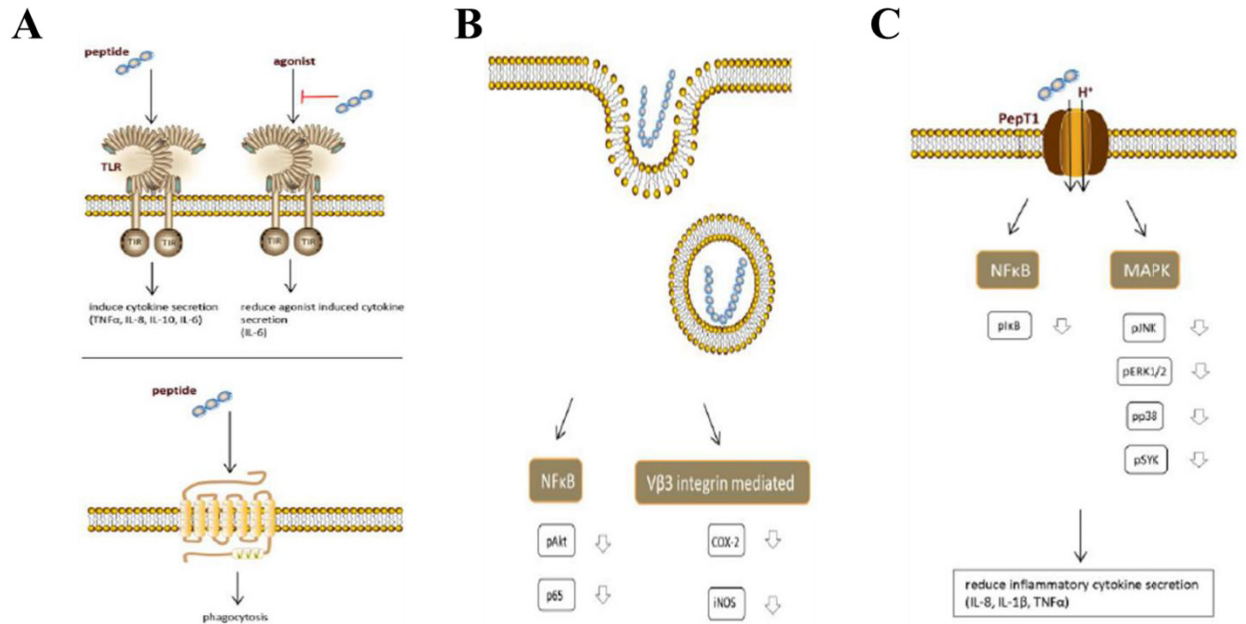 A
peptide
agonist
TLR
TIR TIR TIR TIR
induce cytokine secretion
(TNFα, IL-8, IL-10, IL-6)
reduce agonist induced cytokine
secretion
(IL-6)
peptide
phagocytosis
B
NFκB
pAkt
p65
Vβ3 integrin mediated
COX-2
iNOS
C
H+
PepT1
NFκB
pIκB
MAPK
pJNK
pERK1/2
pp38
pSYK
reduce inflammatory cytokine secretion
(IL-8, IL-1β, TNFα)